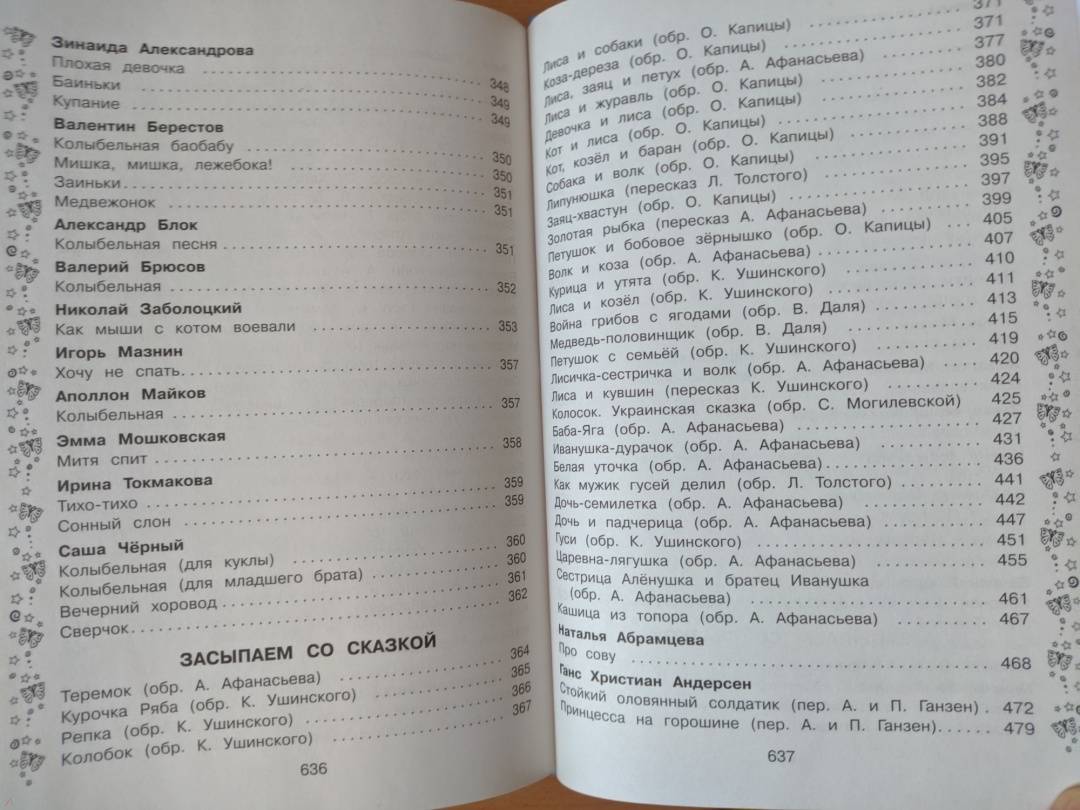 Зинаида Александрова
Плохая девочка ........ 348
Баиньки ........ 349
Купание ........ 349
Валентин Берестов
Колыбельная баобабу ........ 350
Мишка, мишка, лежебока! ........ 350
Заиньки ........ 351
Медвежонок ........ 351
Александр Блок
Колыбельная песня ........ 351
Валерий Брюсов
Колыбельная ........ 352
Николай Заболоцкий
Как мыши с котом воевали ........ 353
Игорь Мазнин
Хочу не спать ........ 357
Аполлон Майков
Колыбельная ........ 357
Эмма Мошковская
Митя спит ........ 358
Ирина Токмакова
Тихо-тихо ........ 359
Сонный слон ........ 359
Саша Чёрный
Колыбельная (для куклы) ........ 360
Колыбельная (для младшего брата) ........ 360
Вечерний хоровод ........ 361
Сверчок ........ 362
ЗАСЫПАЕМ СО СКАЗКОЙ
Теремок (обр. А. Афанасьева) ........ 364
Курочка Ряба (обр. К. Ушинского) ........ 365
Репка (обр. К. Ушинского) ........ 366
Колобок (обр. К. Ушинского) ........ 367
636
Лиса и собаки (обр. О. Капицы) ........ 371
Коза-дереза (обр. О. Капицы) ........ 371
Лиса, заяц и петух (обр. А. Афанасьева) ........ 377
Лиса и журавль (обр. О. Капицы) ........ 380
Девочка и лиса (обр. О. Капицы) ........ 382
Кот и лиса (обр. О. Капицы) ........ 384
Кот, козёл и баран (обр. О. Капицы) ........ 388
Собака и волк (обр. О. Капицы) ........ 391
Липунюшка (пересказ Л. Толстого) ........ 395
Заяц-хвастун (обр. О. Капицы) ........ 397
Золотая рыбка (пересказ А. Афанасьева) ........ 399
Петушок и бобовое зёрнышко (обр. О. Капицы) ........ 405
Волк и коза (обр. А. Афанасьева) ........ 407
Курица и утята (обр. К. Ушинского) ........ 410
Лиса и козёл (обр. К. Ушинского) ........ 411
Война грибов с ягодами (обр. В. Даля) ........ 413
Медведь-половинщик (обр. В. Даля) ........ 415
Петушок с семьёй (обр. К. Ушинского) ........ 419
Лисичка-сестричка и волк (обр. А. Афанасьева) ........ 420
Лиса и кувшин (пересказ К. Ушинского) ........ 424
Колосок. Украинская сказка (обр. С. Могилевской) ........ 425
Баба-Яга (обр. А. Афанасьева) ........ 427
Иванушка-дурачок (обр. А. Афанасьева) ........ 431
Белая уточка (обр. А. Афанасьева) ........ 436
Как мужик гусей делил (обр. Л. Толстого) ........ 441
Дочь-семилетка (обр. А. Афанасьева) ........ 442
Дочь и падчерица (обр. А. Афанасьева) ........ 447
Гуси (обр. К. Ушинского) ........ 451
Царевна-лягушка (обр. А. Афанасьева) ........ 455
Сестрица Алёнушка и братец Иванушка
(обр. А. Афанасьева) ........ 461
Кашица из топора (обр. А. Афанасьева) ........ 467
Наталья Абрамцева
Про сову ........ 468
Ганс Христиан Андерсен
Стойкий оловянный солдатик (пер. А. и П. Ганзен) . 472
Принцесса на горошине (пер. А. и П. Ганзен) ........ 479
637